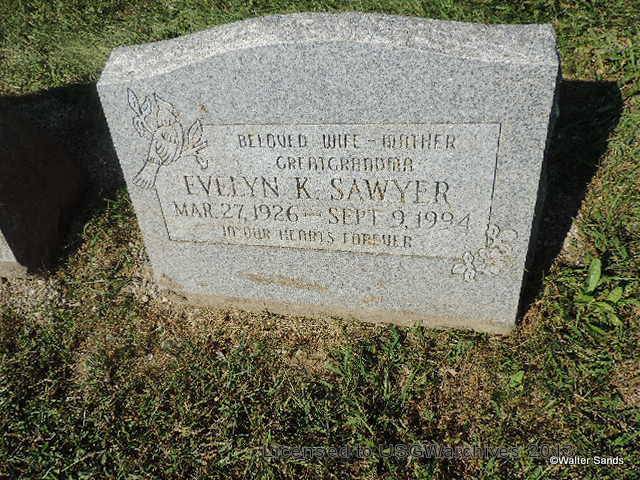 BELOVED WIFE - MOTHER
GREATGRANDMA
EVELYN K. SAWYER
MAR. 27, 1926 — SEPT. 9, 1994
IN OUR HEARTS FOREVER
Licensed to USGWarchives 2012
©Walter Sands